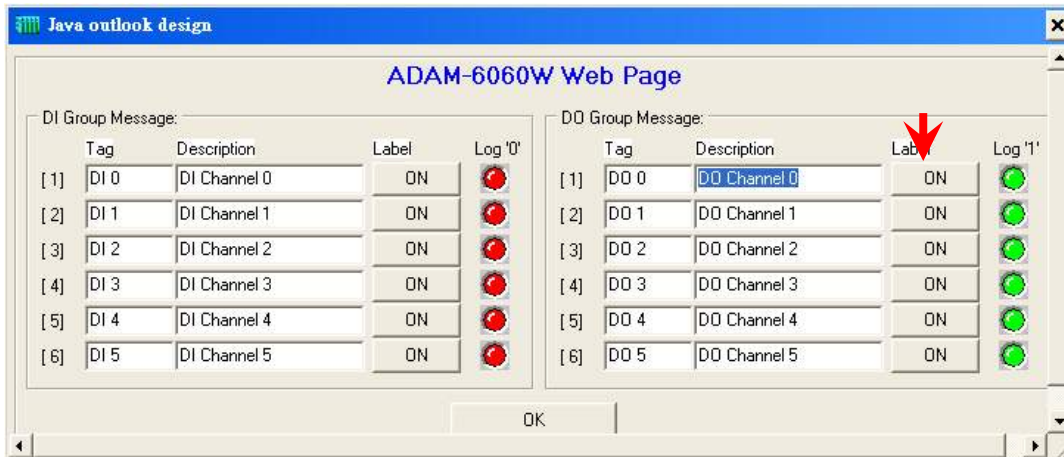 Java outlook design
ADAM-6060W Web Page
DI Group Message: DO Group Message:
Tag Description Label Log '0' Tag Description Label Log '1'
[ 1] DI 0 DI Channel 0 ON [ 1] DO 0 DO Channel 0 ON
[ 2] DI 1 DI Channel 1 ON [ 2] DO 1 DO Channel 1 ON
[ 3] DI 2 DI Channel 2 ON [ 3] DO 2 DO Channel 2 ON
[ 4] DI 3 DI Channel 3 ON [ 4] DO 3 DO Channel 3 ON
[ 5] DI 4 DI Channel 4 ON [ 5] DO 4 DO Channel 4 ON
[ 6] DI 5 DI Channel 5 ON [ 6] DO 5 DO Channel 5 ON
OK